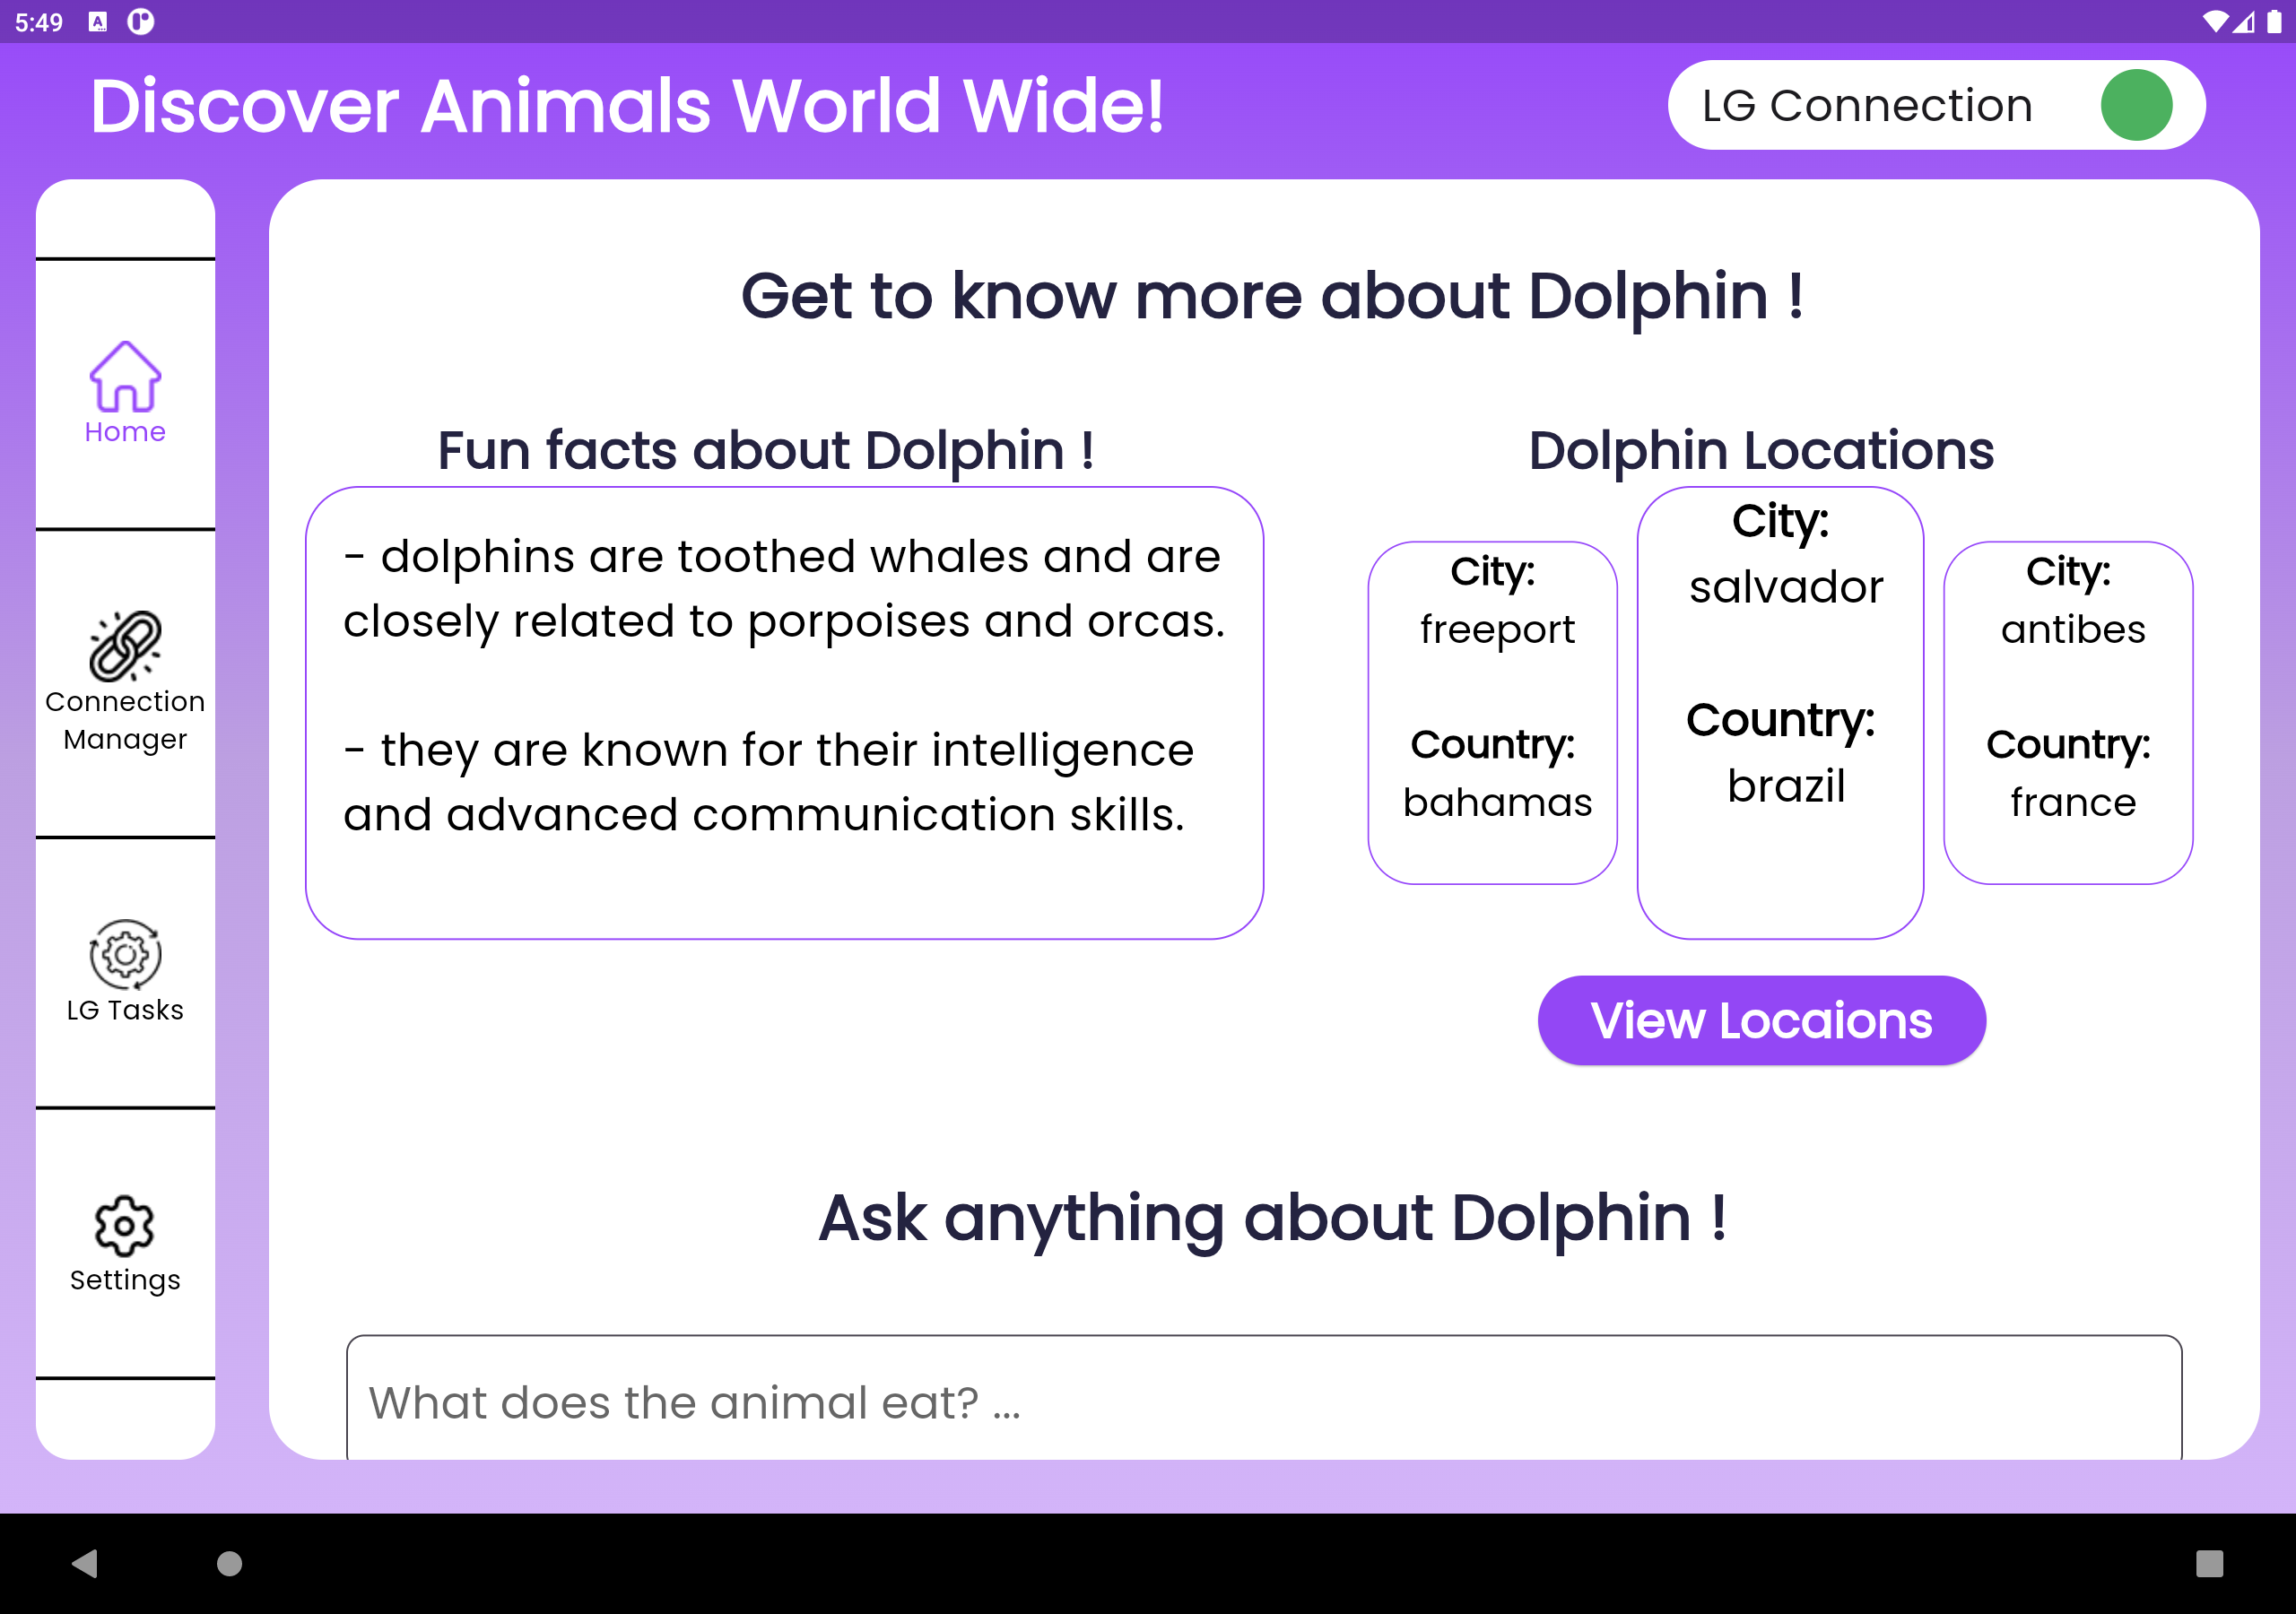 5:49
Discover Animals World Wide!
LG Connection
Home
Connection
Manager
LG Tasks
Settings
Get to know more about Dolphin !
Fun facts about Dolphin !
- dolphins are toothed whales and are
closely related to porpoises and orcas.
- they are known for their intelligence
and advanced communication skills.
Dolphin Locations
City:
freeport
Country:
bahamas
City:
salvador
Country:
brazil
City:
antibes
Country:
france
View Locaions
Ask anything about Dolphin !
What does the animal eat? ...